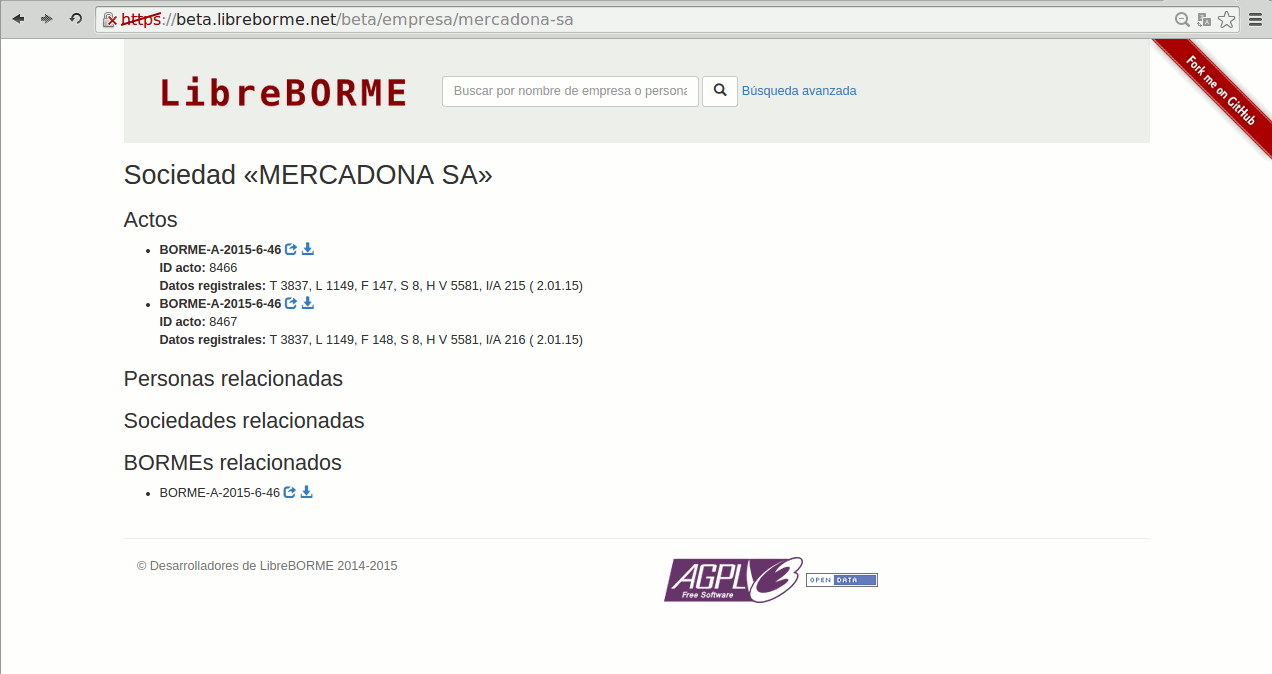 https://beta.libreborme.net/beta/empresa/mercadona-sa
Fork me on GitHub
LibreBORME
Buscar por nombre de empresa o persona
Búsqueda avanzada
Sociedad «MERCADONA SA»
Actos
BORME-A-2015-6-46
ID acto: 8466
Datos registrales: T 3837, L 1149, F 147, S 8, H V 5581, I/A 215 ( 2.01.15)
BORME-A-2015-6-46
ID acto: 8467
Datos registrales: T 3837, L 1149, F 148, S 8, H V 5581, I/A 216 ( 2.01.15)
Personas relacionadas
Sociedades relacionadas
BORMEs relacionados
BORME-A-2015-6-46
© Desarrolladores de LibreBORME 2014-2015
AGPLv3
Free Software
OPEN DATA